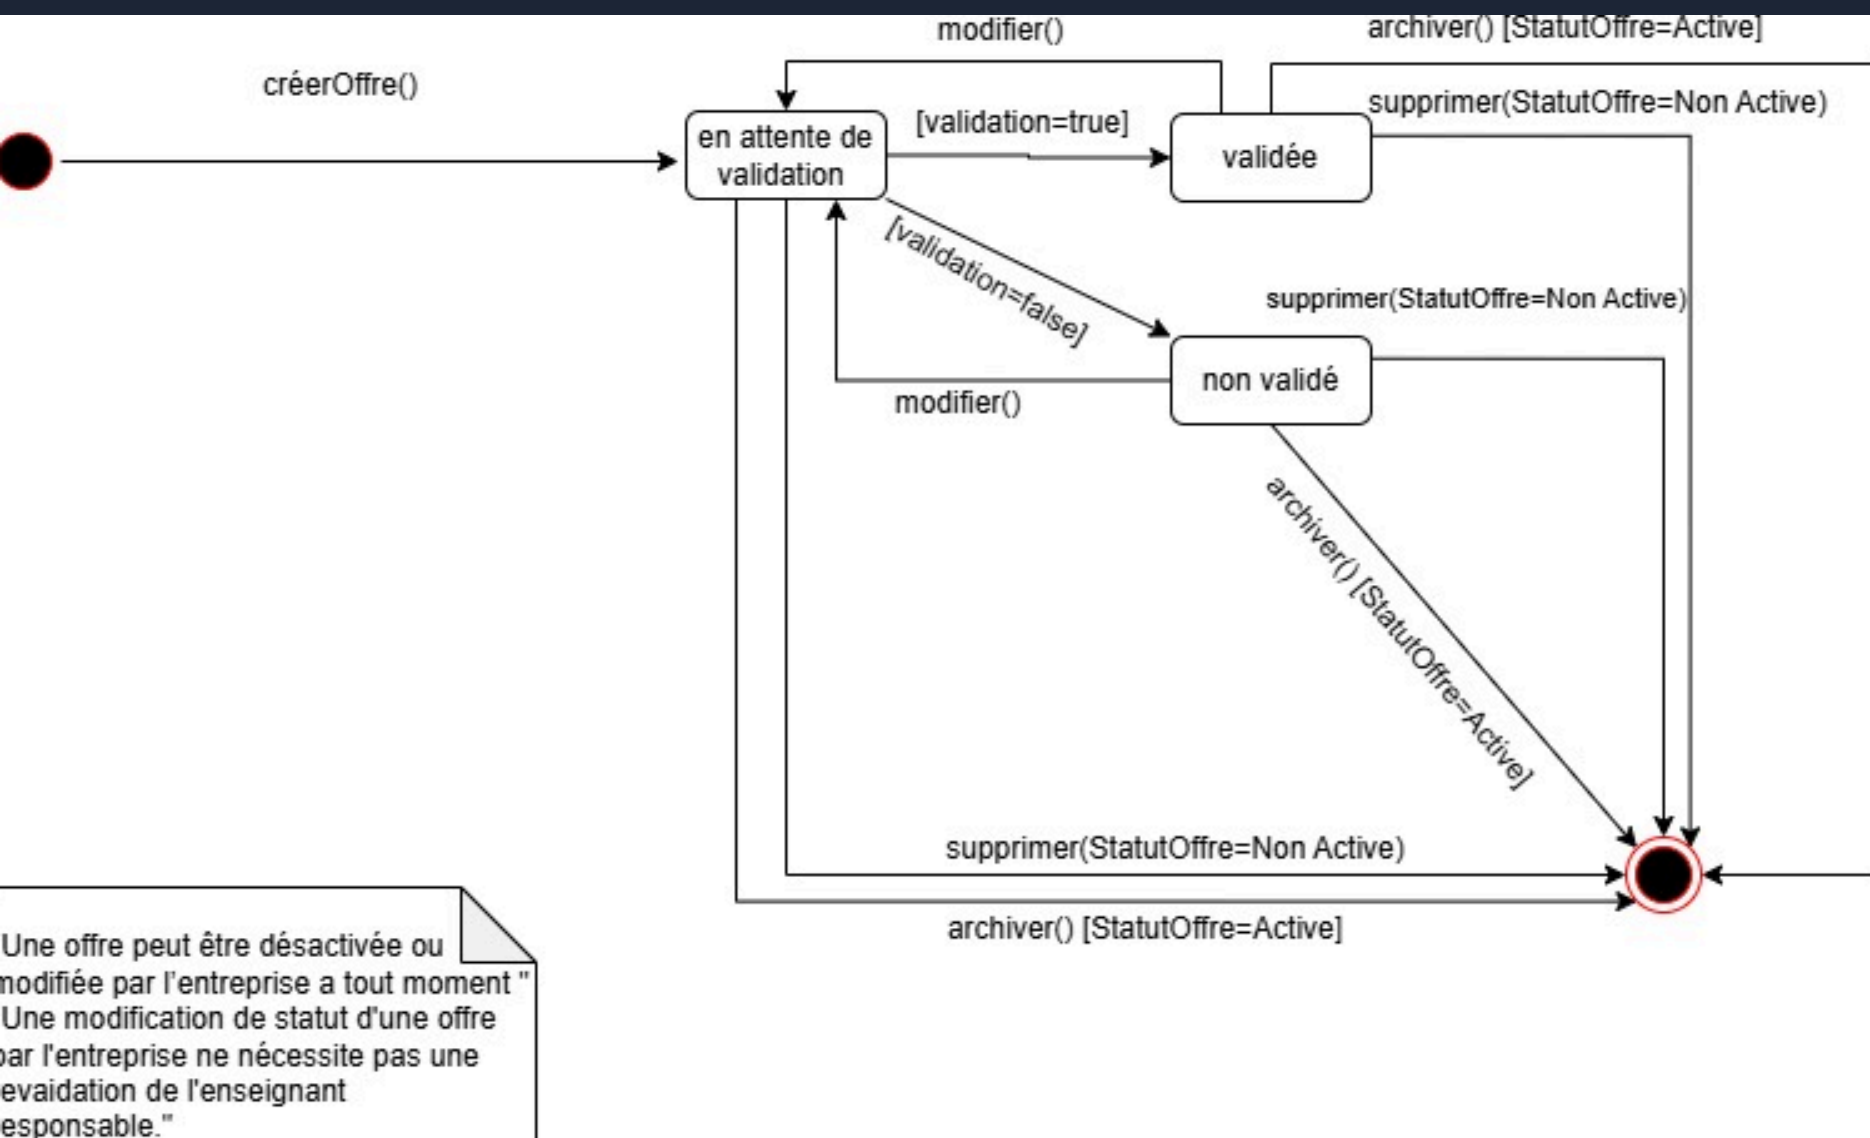 modifier()
archiver() [StatutOffre=Active]
créerOffre()
supprimer(StatutOffre=Non Active)
en attente de
validation
[validation=true]
validée
[validation=false]
supprimer(StatutOffre=Non Active)
non validé
modifier()
archiver() [StatutOffre=Active]
supprimer(StatutOffre=Non Active)
archiver() [StatutOffre=Active]
Une offre peut être désactivée ou
modifiée par l'entreprise a tout moment "
Une modification de statut d'une offre
par l'entreprise ne nécessite pas une
evaidation de l'enseignant
esponsable."